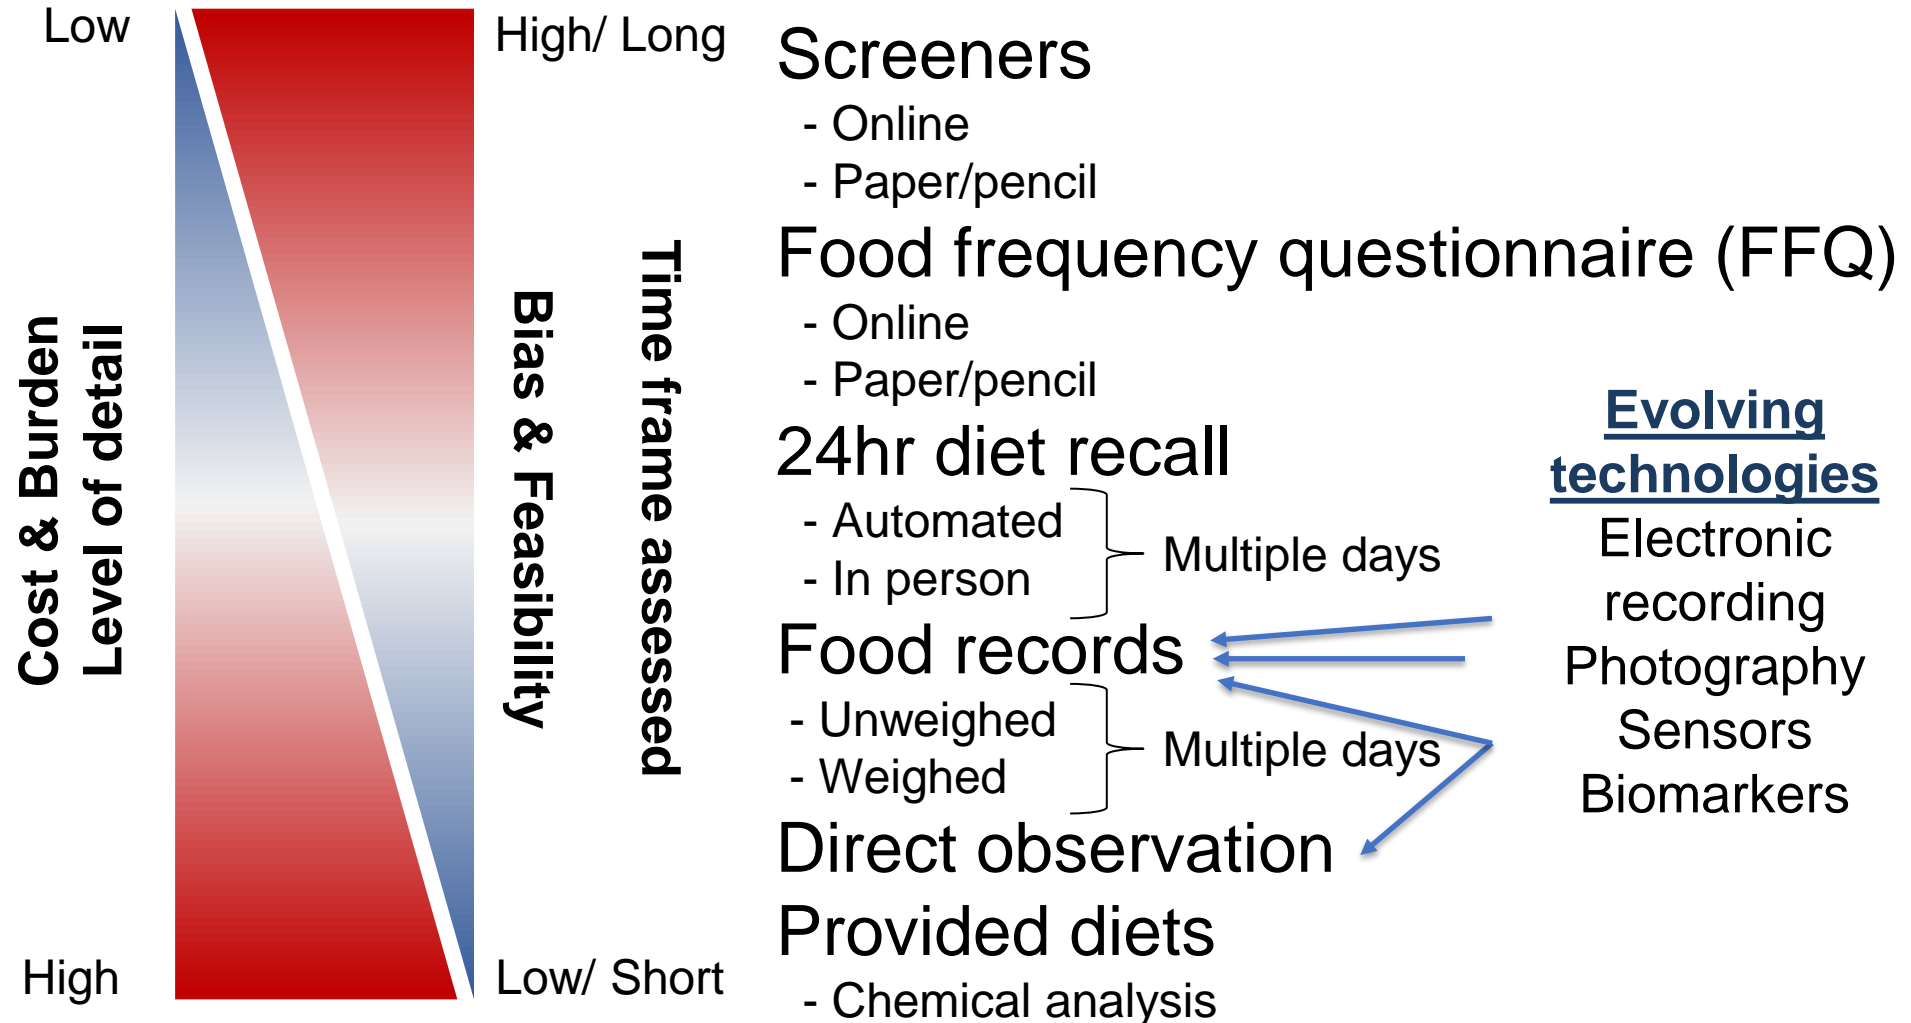 Low
High
Cost & Burden
Level of detail
High/ Long
Low/ Short
Bias & Feasibility
Time frame assessed
Screeners
- Online
- Paper/pencil
Food frequency questionnaire (FFQ)
- Online
- Paper/pencil
24hr diet recall
- Automated
- In person
Multiple days
Food records
- Unweighed
- Weighed
Multiple days
Direct observation
Provided diets
- Chemical analysis
Evolving
technologies
Electronic
recording
Photography
Sensors
Biomarkers